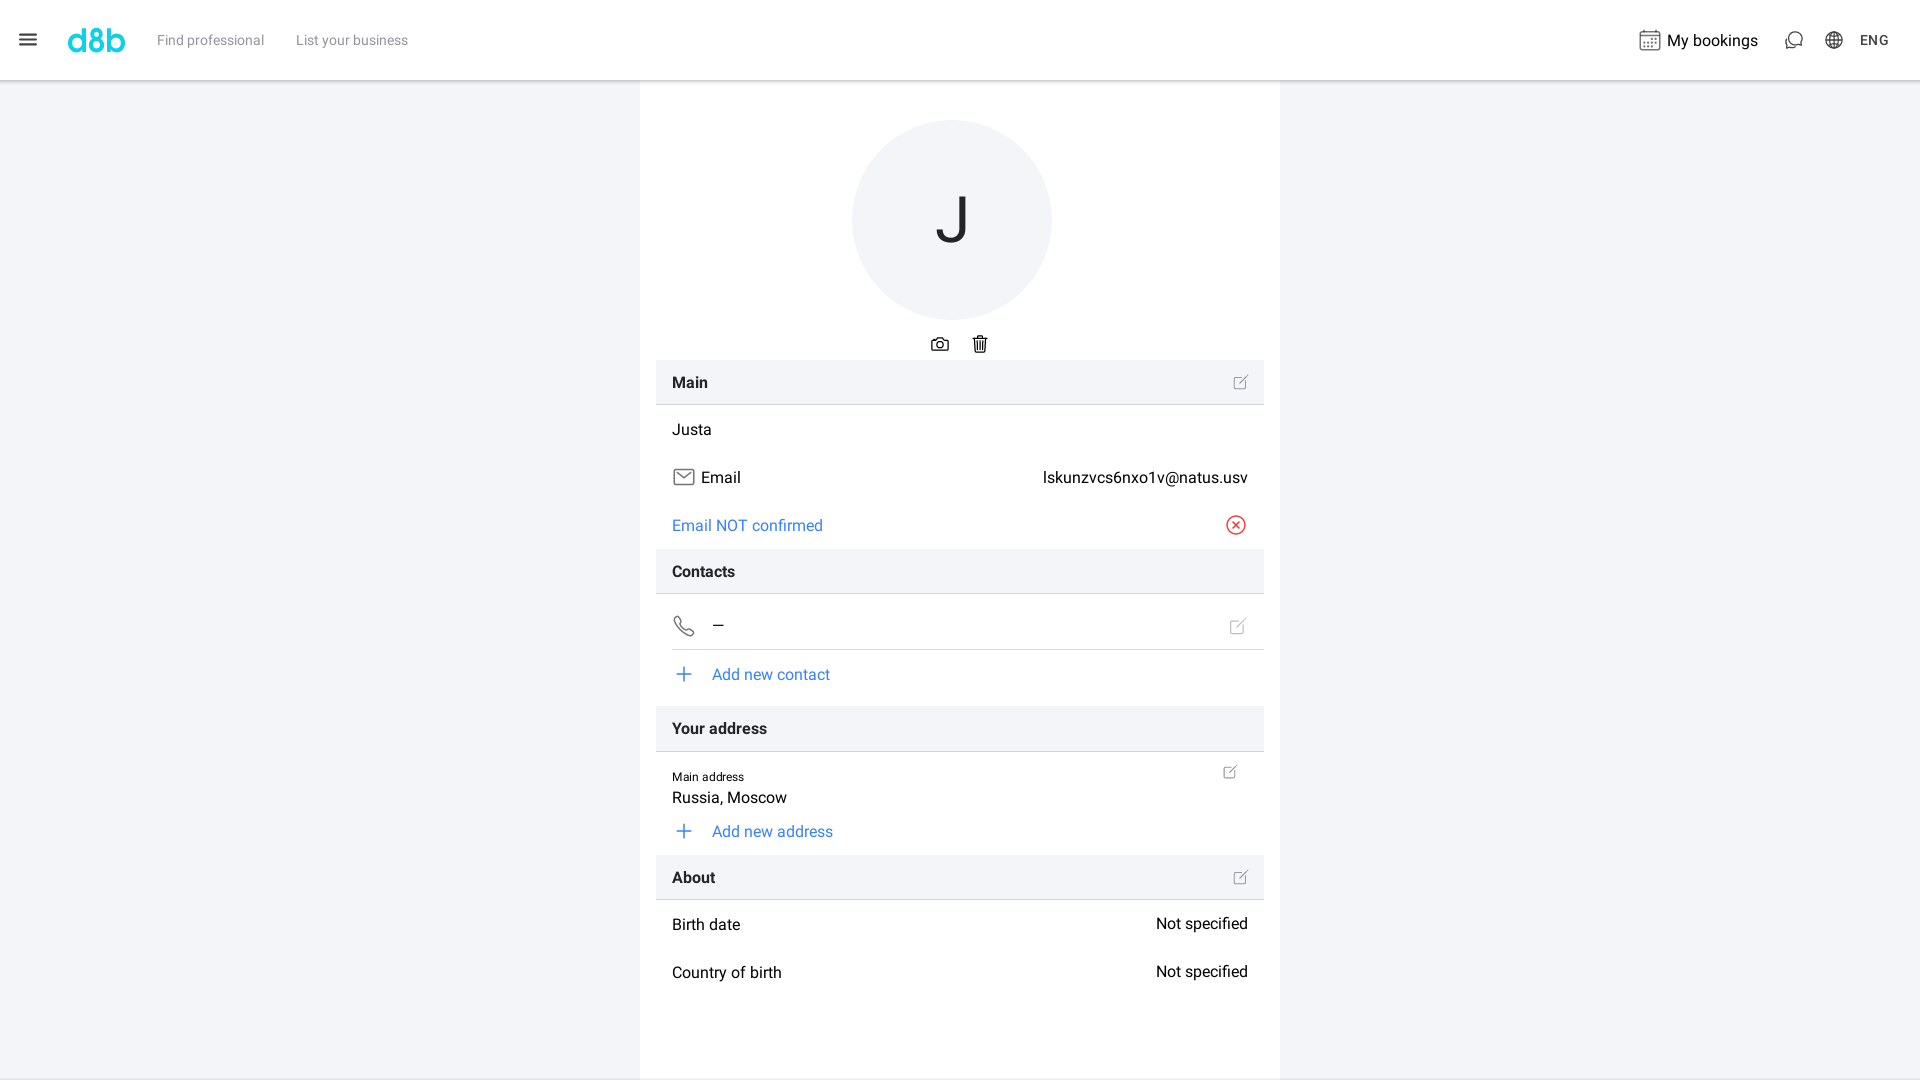 d8b
Find professional
List your business
My bookings
ENG
J
Main
Justa
Email
lskunzvcs6nxo1v@natus.usv
Email NOT confirmed
Contacts
—
Add new contact
Your address
Main address
Russia, Moscow
Add new address
About
Birth date
Not specified
Country of birth
Not specified